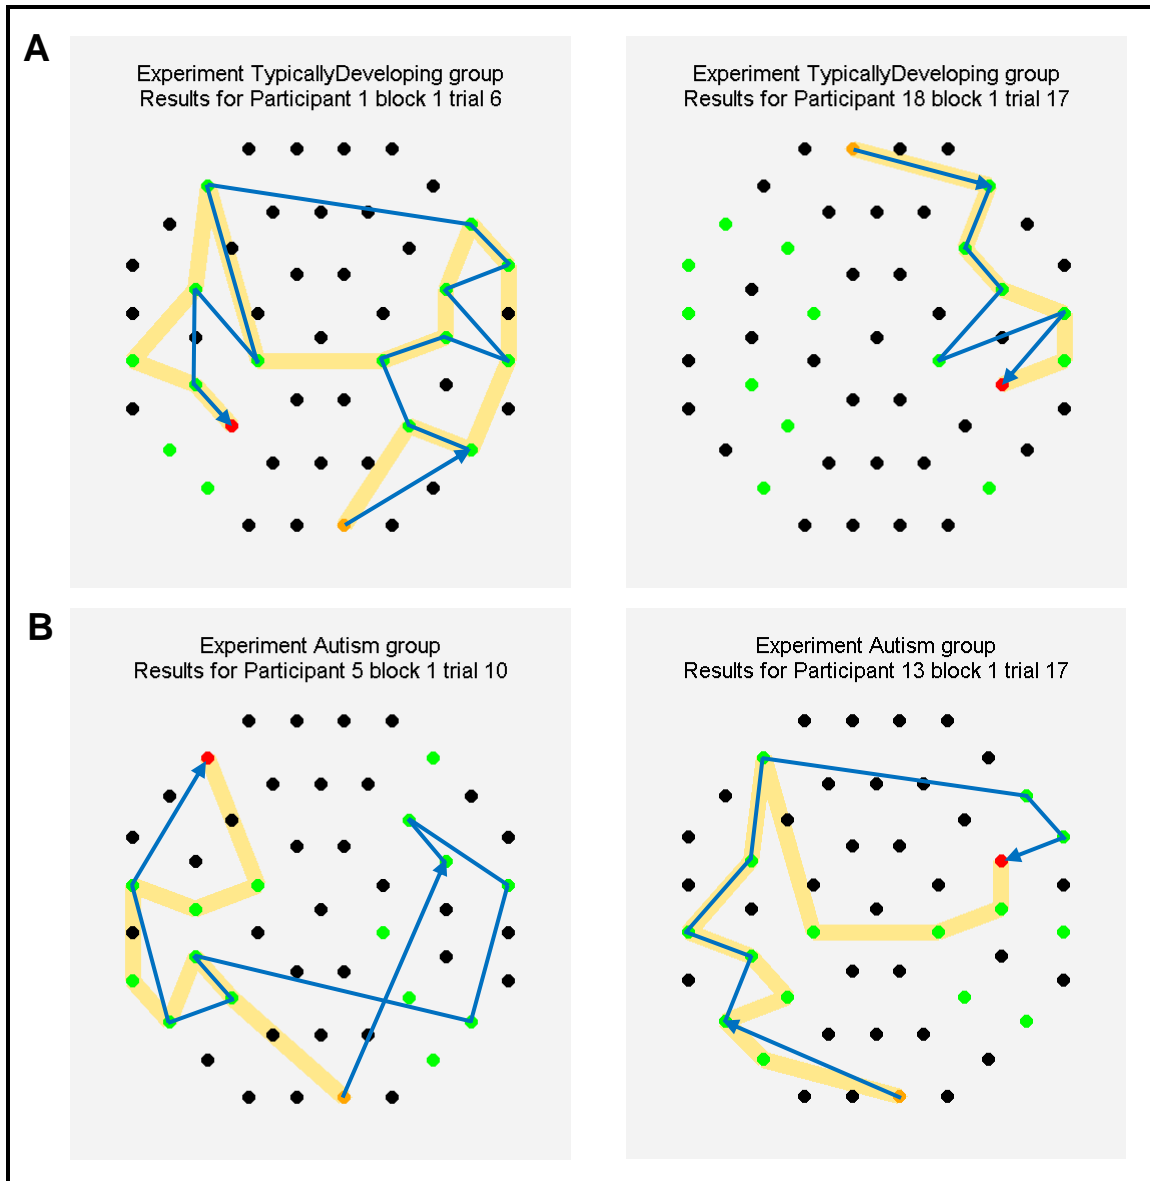 A
Experiment TypicallyDeveloping group
Results for Participant 1 block 1 trial 6
Experiment TypicallyDeveloping group
Results for Participant 18 block 1 trial 17
B
Experiment Autism group
Results for Participant 5 block 1 trial 10
Experiment Autism group
Results for Participant 13 block 1 trial 17